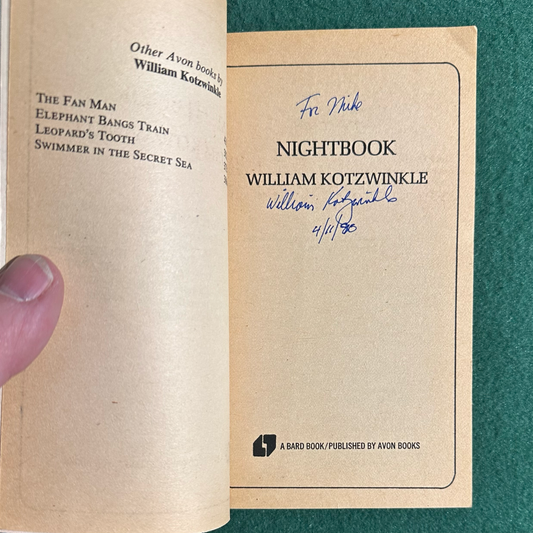 Other Avon books by
William Kotzwinkle
THE FAN MAN
ELEPHANT BANGS TRAIN
LEOPARD'S TOOTH
SWIMMER IN THE SECRET SEA
For Mike
NIGHTBOOK
WILLIAM KOTZWINKLE
William Kotzwinkle
4/11/80
A BARD BOOK/PUBLISHED BY AVON BOOKS